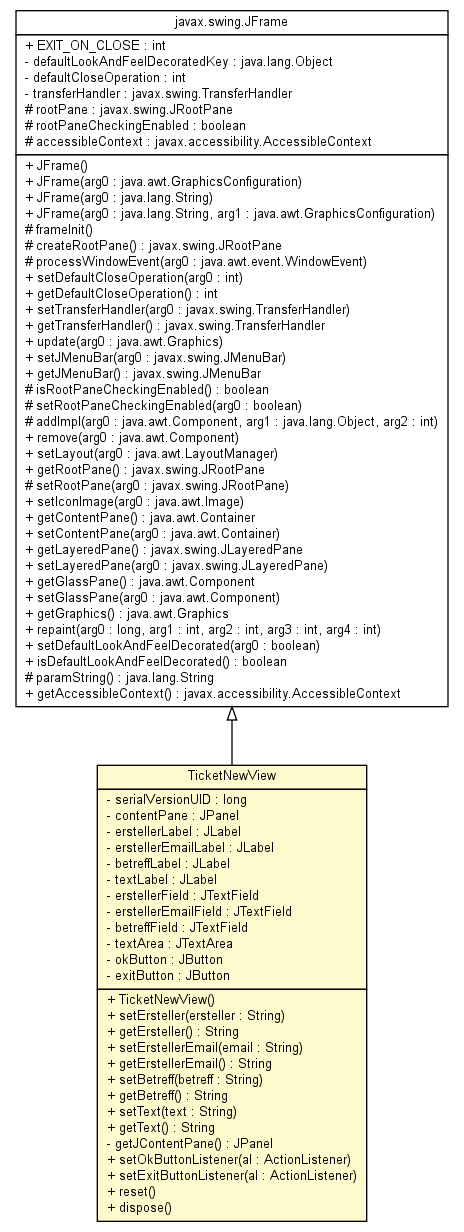 javax.swing.JFrame
+ EXIT_ON_CLOSE : int
- defaultLookAndFeelDecoratedKey : java.lang.Object
- defaultCloseOperation : int
- transferHandler : javax.swing.TransferHandler
# rootPane : javax.swing.JRootPane
# rootPaneCheckingEnabled : boolean
# accessibleContext : javax.accessibility.AccessibleContext
+ JFrame()
+ JFrame(arg0 : java.awt.GraphicsConfiguration)
+ JFrame(arg0 : java.lang.String)
+ JFrame(arg0 : java.lang.String, arg1 : java.awt.GraphicsConfiguration)
# frameInit()
# createRootPane() : javax.swing.JRootPane
# processWindowEvent(arg0 : java.awt.event.WindowEvent)
+ setDefaultCloseOperation(arg0 : int)
+ getDefaultCloseOperation() : int
+ setTransferHandler(arg0 : javax.swing.TransferHandler)
+ getTransferHandler() : javax.swing.TransferHandler
+ update(arg0 : java.awt.Graphics)
+ setJMenuBar(arg0 : javax.swing.JMenuBar)
+ getJMenuBar() : javax.swing.JMenuBar
# isRootPaneCheckingEnabled() : boolean
# setRootPaneCheckingEnabled(arg0 : boolean)
# addImpl(arg0 : java.awt.Component, arg1 : java.lang.Object, arg2 : int)
+ remove(arg0 : java.awt.Component)
+ setLayout(arg0 : java.awt.LayoutManager)
+ getRootPane() : javax.swing.JRootPane
# setRootPane(arg0 : javax.swing.JRootPane)
+ setIconImage(arg0 : java.awt.Image)
+ getContentPane() : java.awt.Container
+ setContentPane(arg0 : java.awt.Container)
+ getLayeredPane() : javax.swing.JLayeredPane
+ setLayeredPane(arg0 : javax.swing.JLayeredPane)
+ getGlassPane() : java.awt.Component
+ setGlassPane(arg0 : java.awt.Component)
+ getGraphics() : java.awt.Graphics
+ repaint(arg0 : long, arg1 : int, arg2 : int, arg3 : int, arg4 : int)
+ setDefaultLookAndFeelDecorated(arg0 : boolean)
+ isDefaultLookAndFeelDecorated() : boolean
# paramString() : java.lang.String
+ getAccessibleContext() : javax.accessibility.AccessibleContext
TicketNewView
- serialVersionUID : long
- contentPane : JPanel
- erstellerLabel : JLabel
- erstellerEmailLabel : JLabel
- betreffLabel : JLabel
- textLabel : JLabel
- erstellerField : JTextField
- erstellerEmailField : JTextField
- betreffField : JTextField
- textArea : JTextArea
- okButton : JButton
- exitButton : JButton
+ TicketNewView()
+ setErsteller(ersteller : String)
+ getErsteller() : String
+ setErstellerEmail(email : String)
+ getErstellerEmail() : String
+ setBetreff(betreff : String)
+ getBetreff() : String
+ setText(text : String)
+ getText() : String
- getJContentPane() : JPanel
+ setOkButtonListener(al : ActionListener)
+ setExitButtonListener(al : ActionListener)
+ reset()
+ dispose()